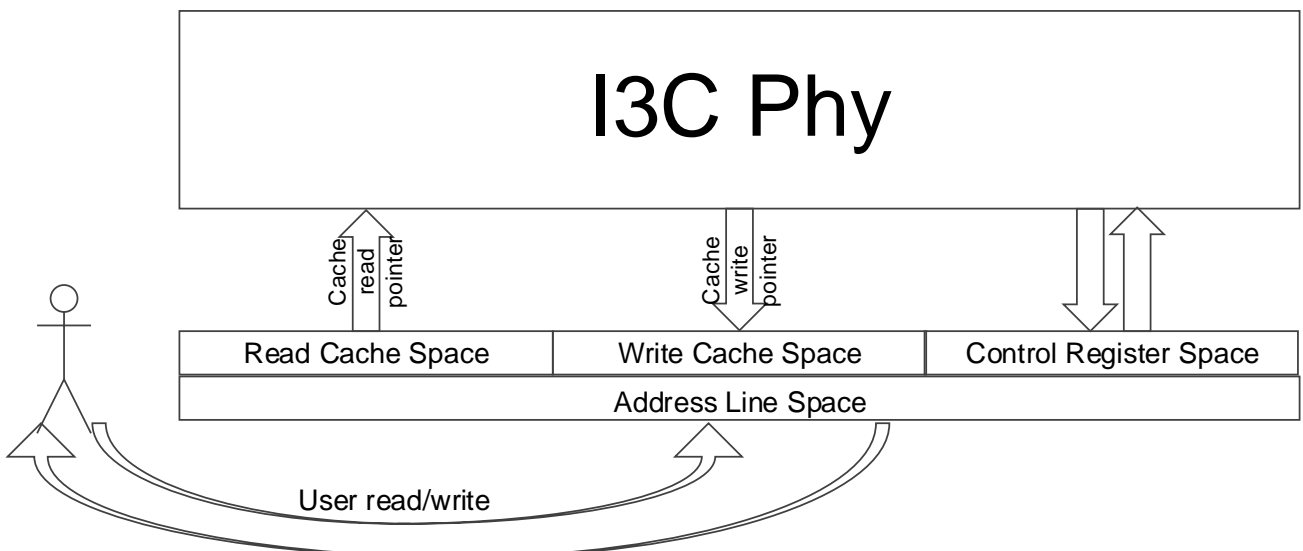 I3C Phy
Cache
read
pointer
Cache
write
pointer
Read Cache Space
Write Cache Space
Control Register Space
Address Line Space
User read/write